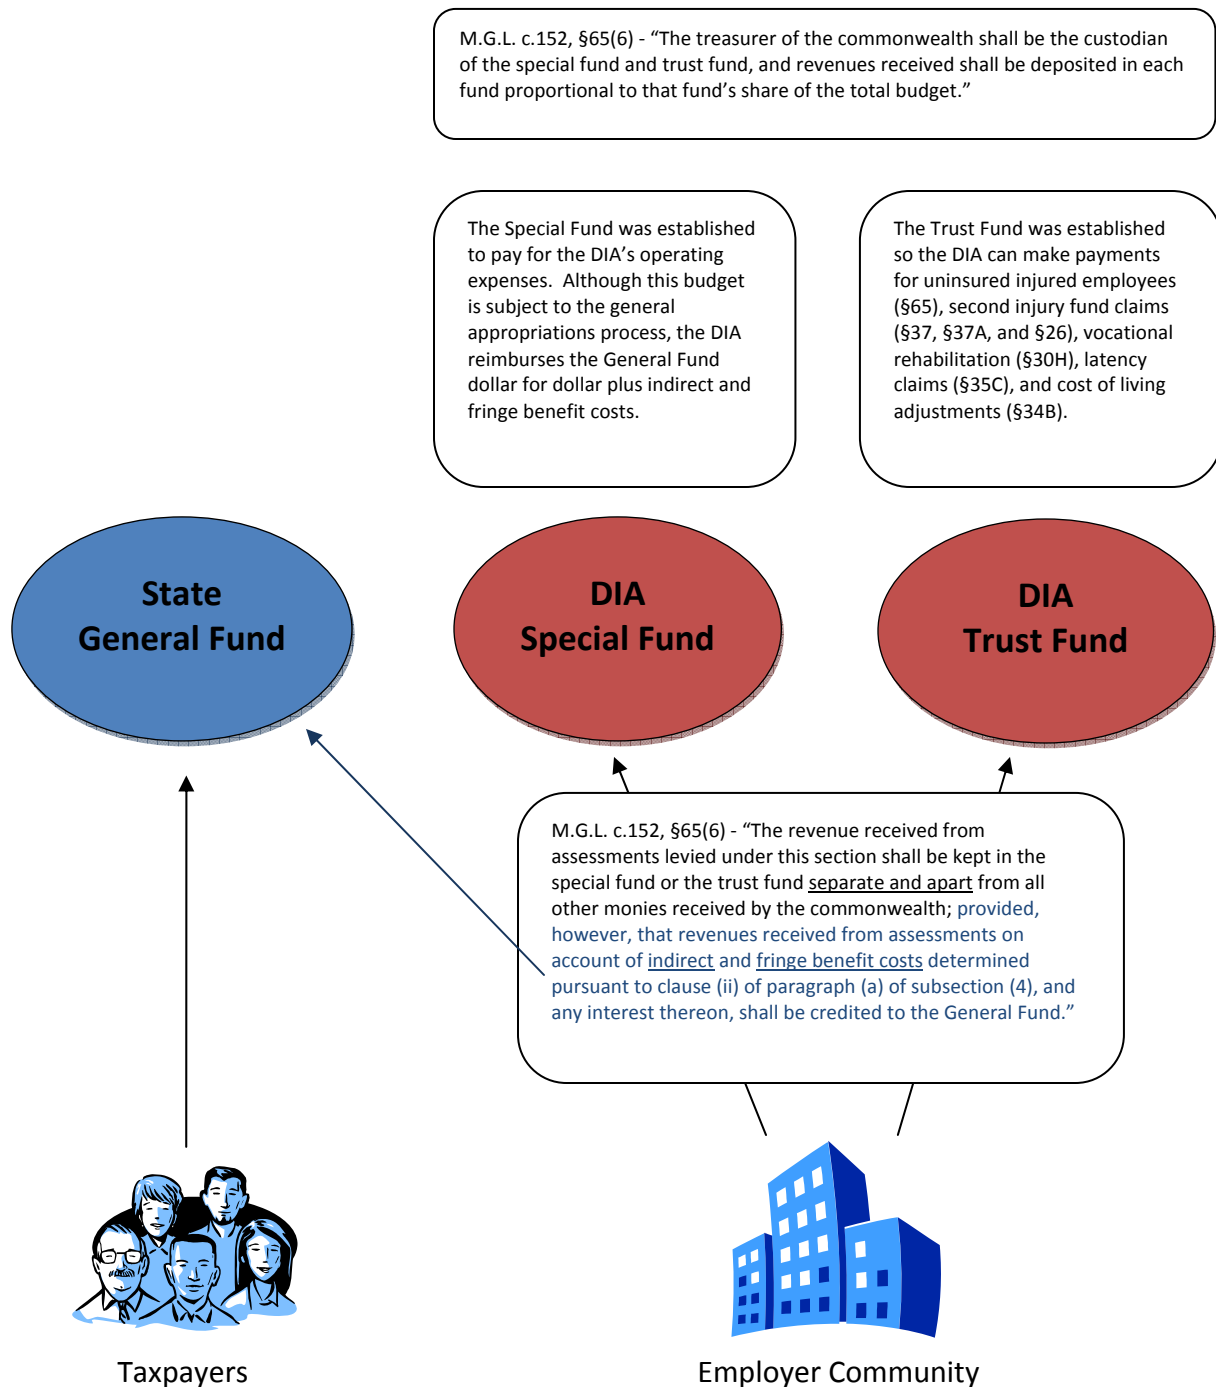 M.G.L. c.152, §65(6) - “The treasurer of the commonwealth shall be the custodian
of the special fund and trust fund, and revenues received shall be deposited in each
fund proportional to that fund’s share of the total budget.”
The Special Fund was established
to pay for the DIA’s operating
expenses.  Although this budget
is subject to the general
appropriations process, the DIA
reimburses the General Fund
dollar for dollar plus indirect and
fringe benefit costs.
The Trust Fund was established
so the DIA can make payments
for uninsured injured employees
(§65), second injury fund claims
(§37, §37A, and §26), vocational
rehabilitation (§30H), latency
claims (§35C), and cost of living
adjustments (§34B).
State
General Fund
DIA
Special Fund
DIA
Trust Fund
M.G.L. c.152, §65(6) - “The revenue received from
assessments levied under this section shall be kept in the
special fund or the trust fund separate and apart from all
other monies received by the commonwealth; provided,
however, that revenues received from assessments on
account of indirect and fringe benefit costs determined
pursuant to clause (ii) of paragraph (a) of subsection (4), and
any interest thereon, shall be credited to the General Fund.”
Taxpayers
Employer Community